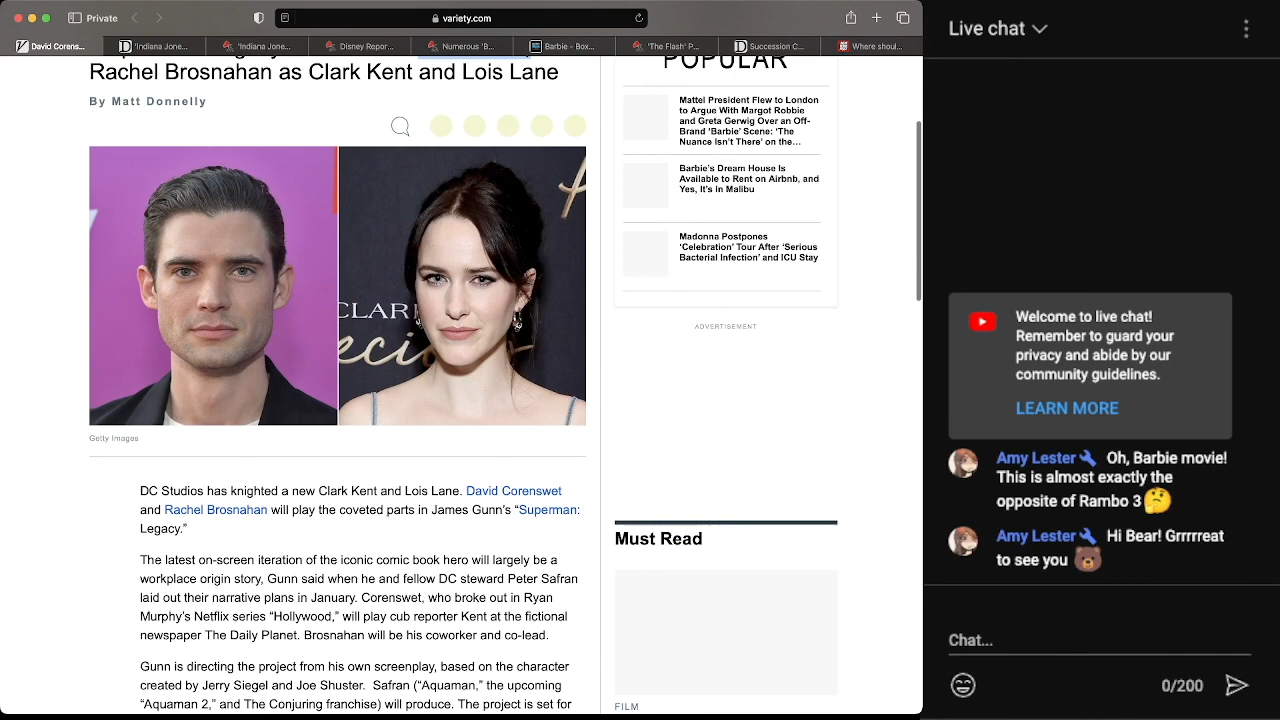 Private
variety.com
David Corens...
'Indiana Jone...
'Indiana Jone...
Disney Repor...
Numerous 'B...
Barbie - Box...
'The Flash' P...
Succession C...
Where shoul...
Rachel Brosnahan as Clark Kent and Lois Lane
By Matt Donnelly
CLARI
Getty Images
DC Studios has knighted a new Clark Kent and Lois Lane. David Corenswet
and Rachel Brosnahan will play the coveted parts in James Gunn's "Superman:
Legacy."
The latest on-screen iteration of the iconic comic book hero will largely be a
workplace origin story, Gunn said when he and fellow DC steward Peter Safran
laid out their narrative plans in January. Corenswet, who broke out in Ryan
Murphy's Netflix series "Hollywood," will play cub reporter Kent at the fictional
newspaper The Daily Planet. Brosnahan will be his coworker and co-lead.
Gunn is directing the project from his own screenplay, based on the character
created by Jerry Siegel and Joe Shuster.  Safran ("Aquaman," the upcoming
"Aquaman 2," and The Conjuring franchise) will produce. The project is set for
POPULAR
Mattel President Flew to London
to Argue With Margot Robbie
and Greta Gerwig Over an Off-
Brand 'Barbie' Scene: 'The
Nuance Isn't There' on the...
Barbie's Dream House Is
Available to Rent on Airbnb, and
Yes, It's in Malibu
Madonna Postpones
'Celebration' Tour After 'Serious
Bacterial Infection' and ICU Stay
ADVERTISEMENT
Must Read
FILM
Live chat
Welcome to live chat!
Remember to guard your
privacy and abide by our
community guidelines.
LEARN MORE
Amy Lester Oh, Barbie movie!
This is almost exactly the
opposite of Rambo 3🤔
Amy Lester Hi Bear! Grrrrreat
to see you 🐻
Chat...
0/200